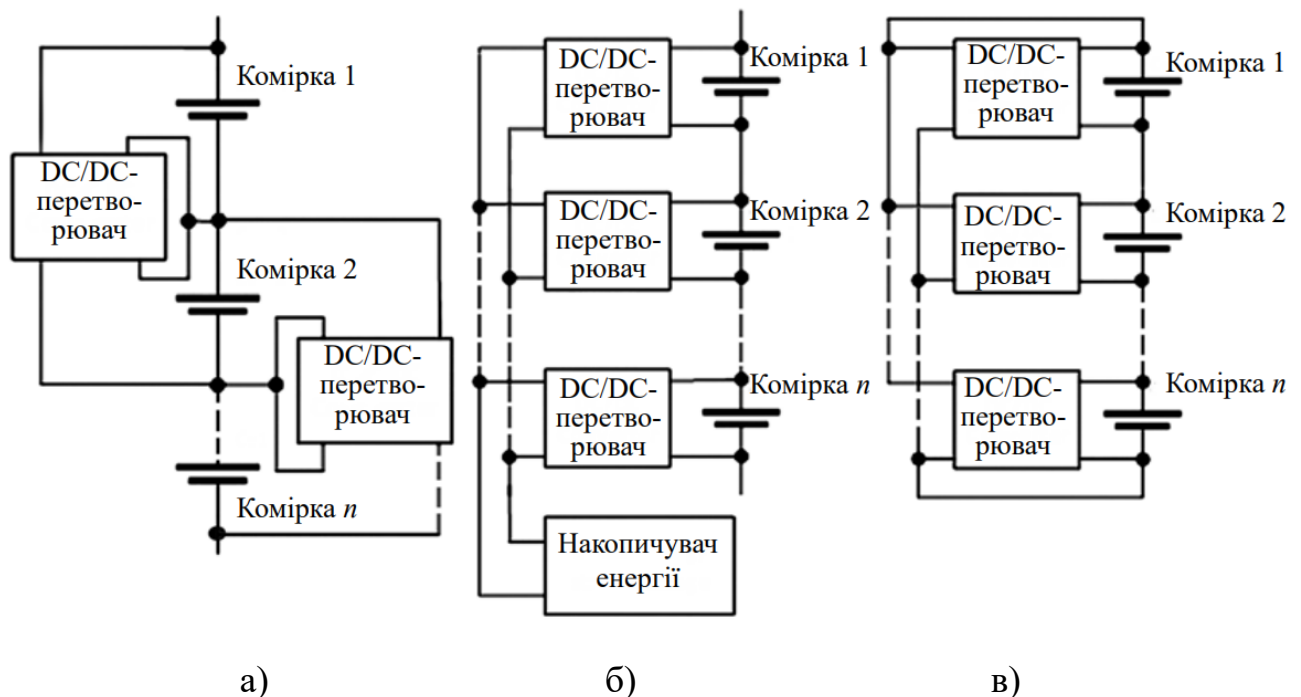 Комірка 1
DC/DC-
перетво-
рювач
Комірка 2
DC/DC-
перетво-
рювач
Комірка n
а)
DC/DC-
перетво-
рювач
Комірка 1
DC/DC-
перетво-
рювач
Комірка 2
DC/DC-
перетво-
рювач
Комірка n
Накопичувач
енергії
б)
DC/DC-
перетво-
рювач
Комірка 1
DC/DC-
перетво-
рювач
Комірка 2
DC/DC-
перетво-
рювач
Комірка n
в)